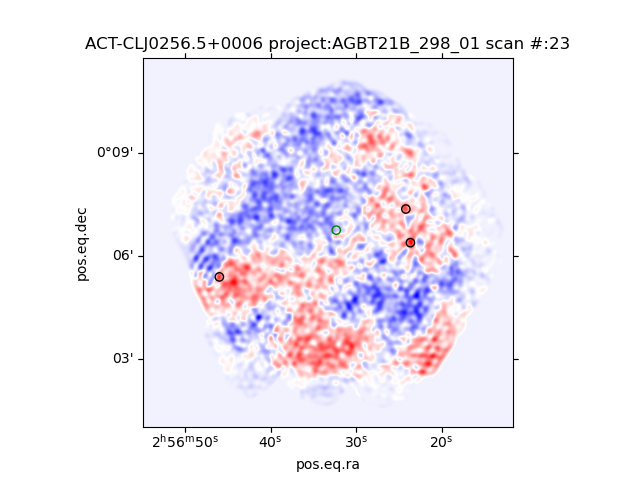 ACT-CLJ0256.5+0006 project:AGBT21B_298_01 scan #:23
pos.eq.dec
0°09'
06'
03'
2h56m50s 40s 30s 20s
pos.eq.ra